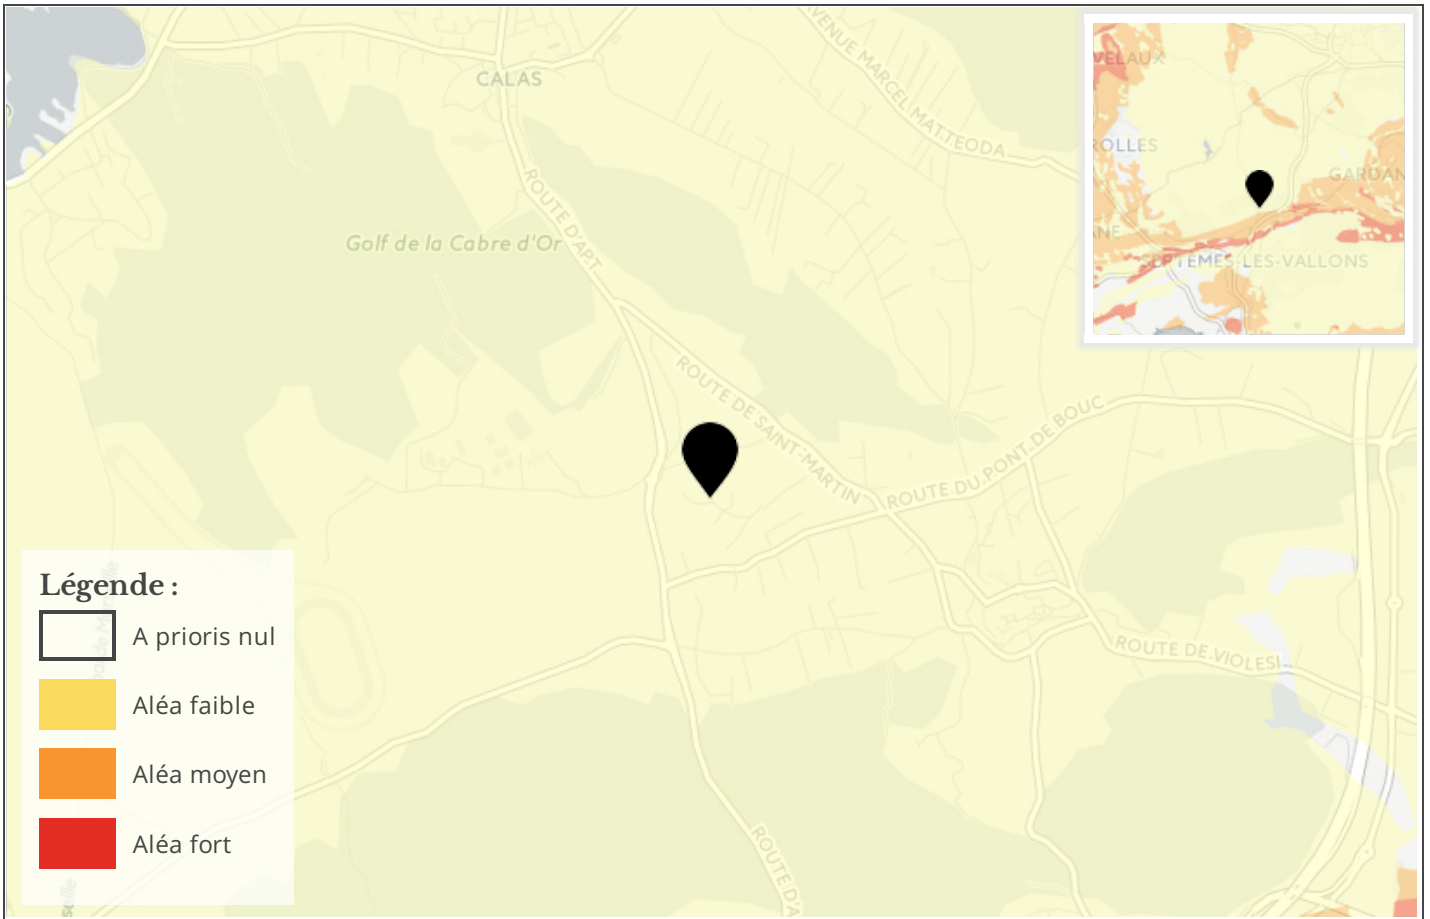 AVENUE MARCEL MATTEODA
CALAS
ROUTE D'APT
Golf de la Cabre d'Or
ROUTE DE SAINT-MARTIN
ROUTE DU PONT DE BOUC
ROUTE DE VIOLESI
ROUTE D'A
VELAUX
ROLLES
GARDAN
ANE
SEPTEMES-LES-VALLONS
Légende :
A prioris nul
Aléa faible
Aléa moyen
Aléa fort